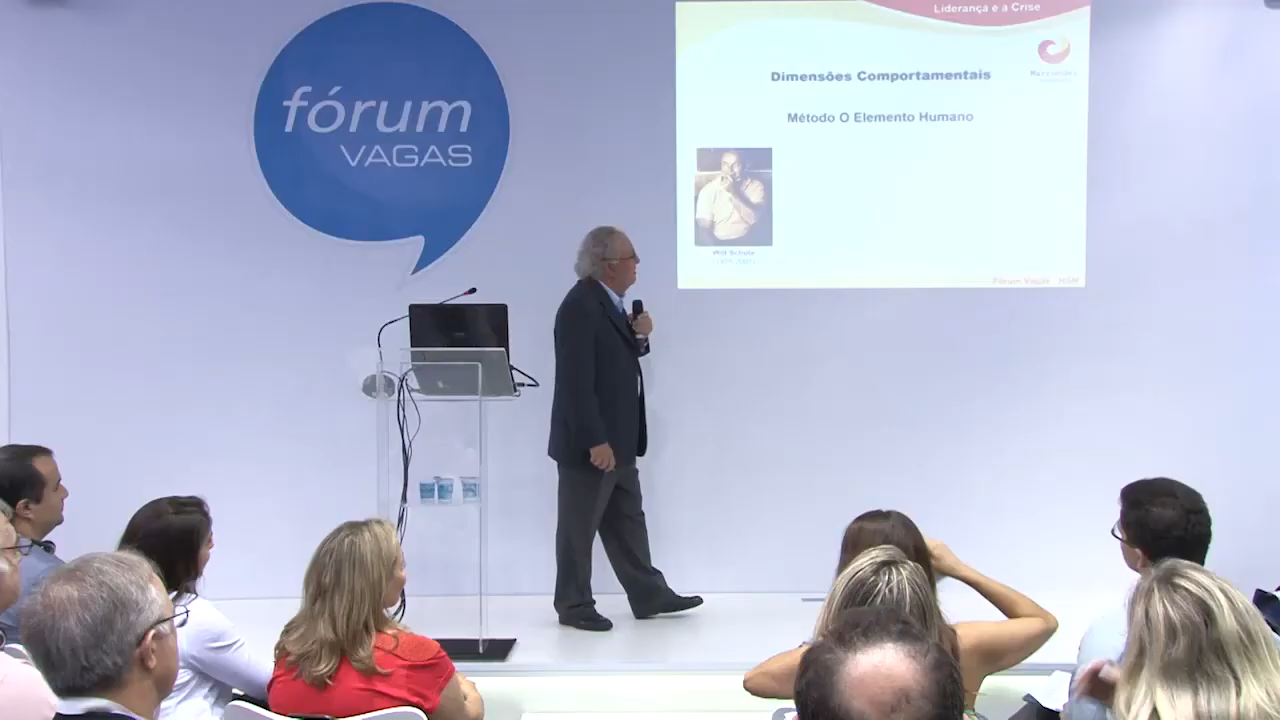 fórum
VAGAS
Liderança e a Crise
Dimensões Comportamentais
Método O Elemento Humano
Will Schutz
Fórum Vagas